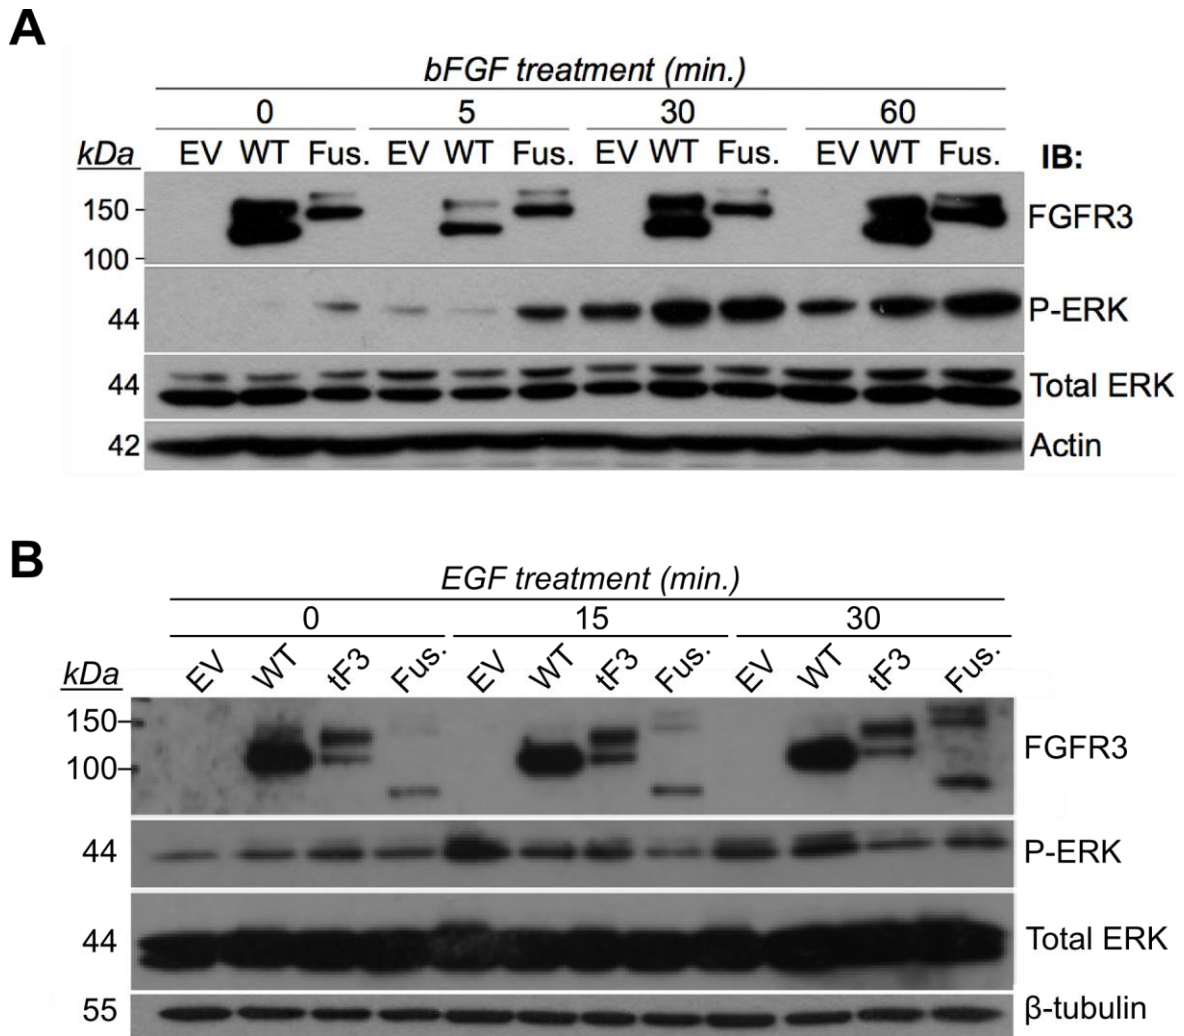 A
bFGF treatment (min.)
0 5 30 60
kDa EV WT Fus. EV WT Fus. EV WT Fus. EV WT Fus. IB:
150 FGFR3
100
44 P-ERK
44 Total ERK
42 Actin
B
EGF treatment (min.)
0 15 30
kDa EV WT tF3 Fus. EV WT tF3 Fus. EV WT tF3 Fus.
150 FGFR3
100
44 P-ERK
44 Total ERK
55 β-tubulin